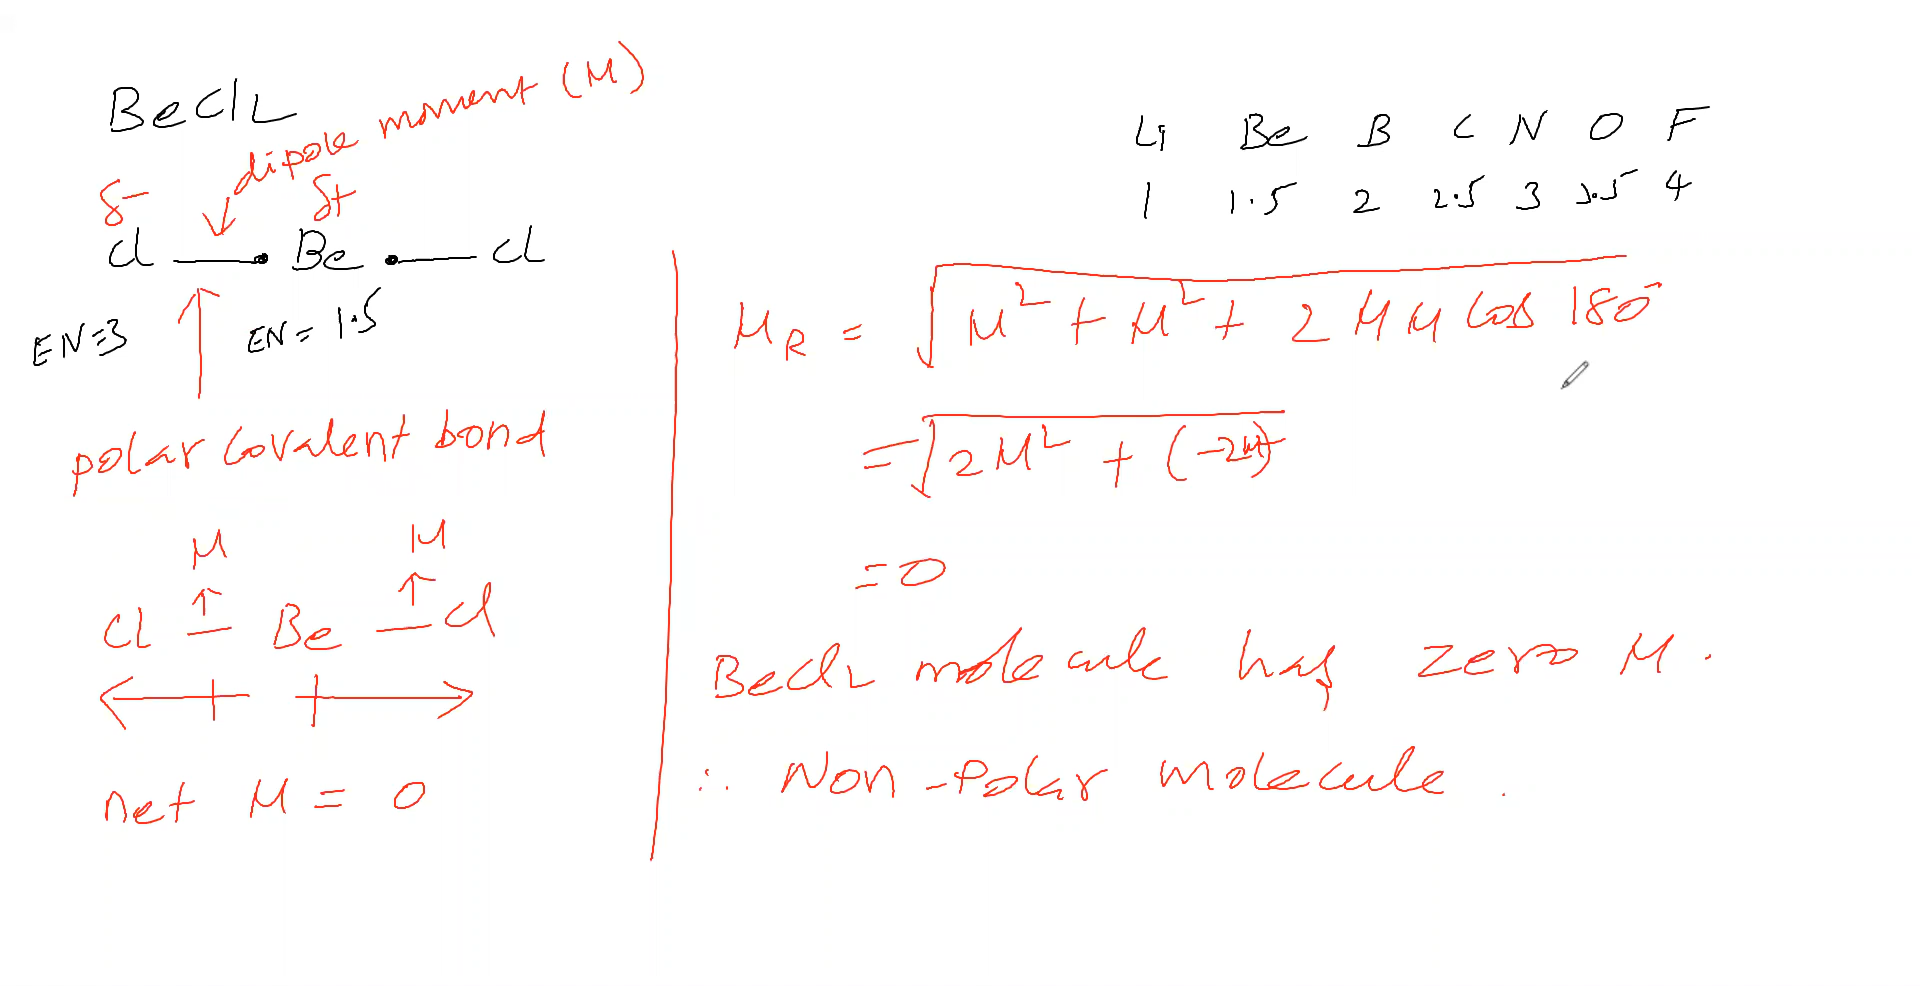 BeCl2
dipole moment (μ)
δ- δ+
Cl — Be — Cl
EN=3 EN = 1.5
polar covalent bond
μ μ
Cl — Be — Cl
net μ = 0
Li Be B C N O F
1 1.5 2 2.5 3 3.5 4
μR = √μ² + μ² + 2 μ μ cos 180°
= √2μ² + (-2μ²)
= 0
BeCl2 molecule has zero μ.
∴ Non-Polar molecule.